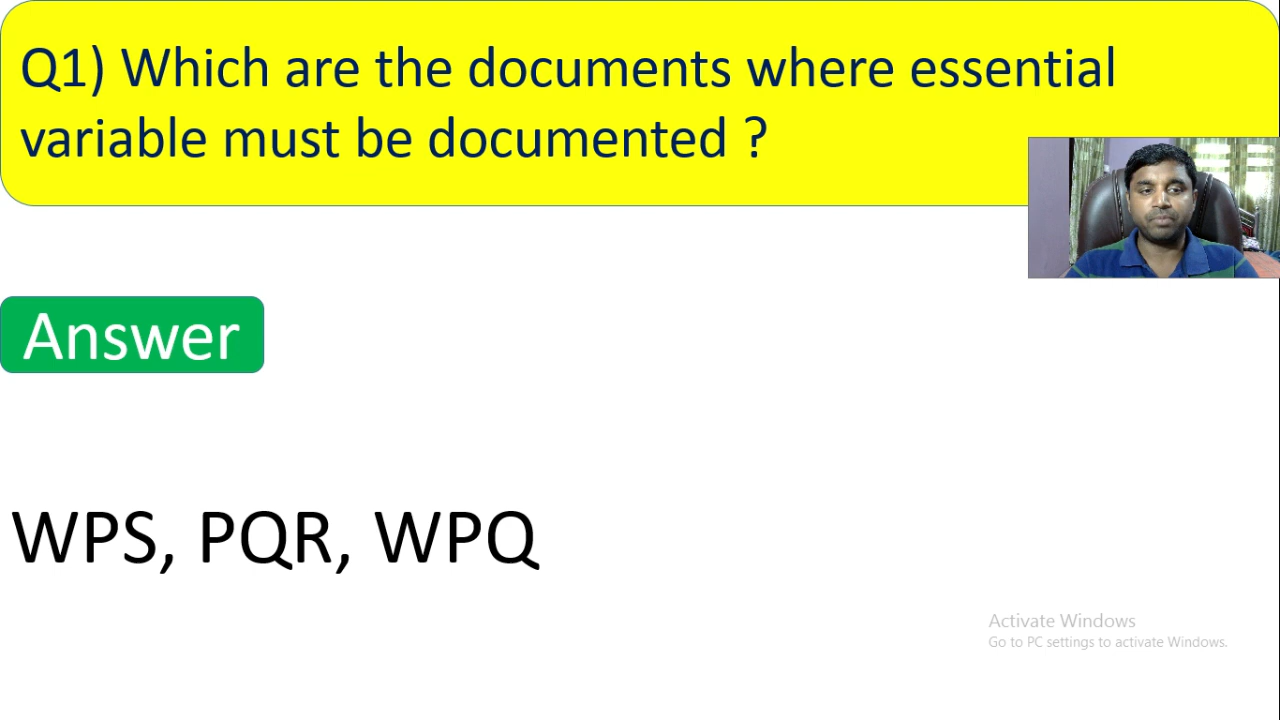 Q1) Which are the documents where essential
variable must be documented ?
Answer
WPS, PQR, WPQ
Activate Windows
Go to PC settings to activate Windows.